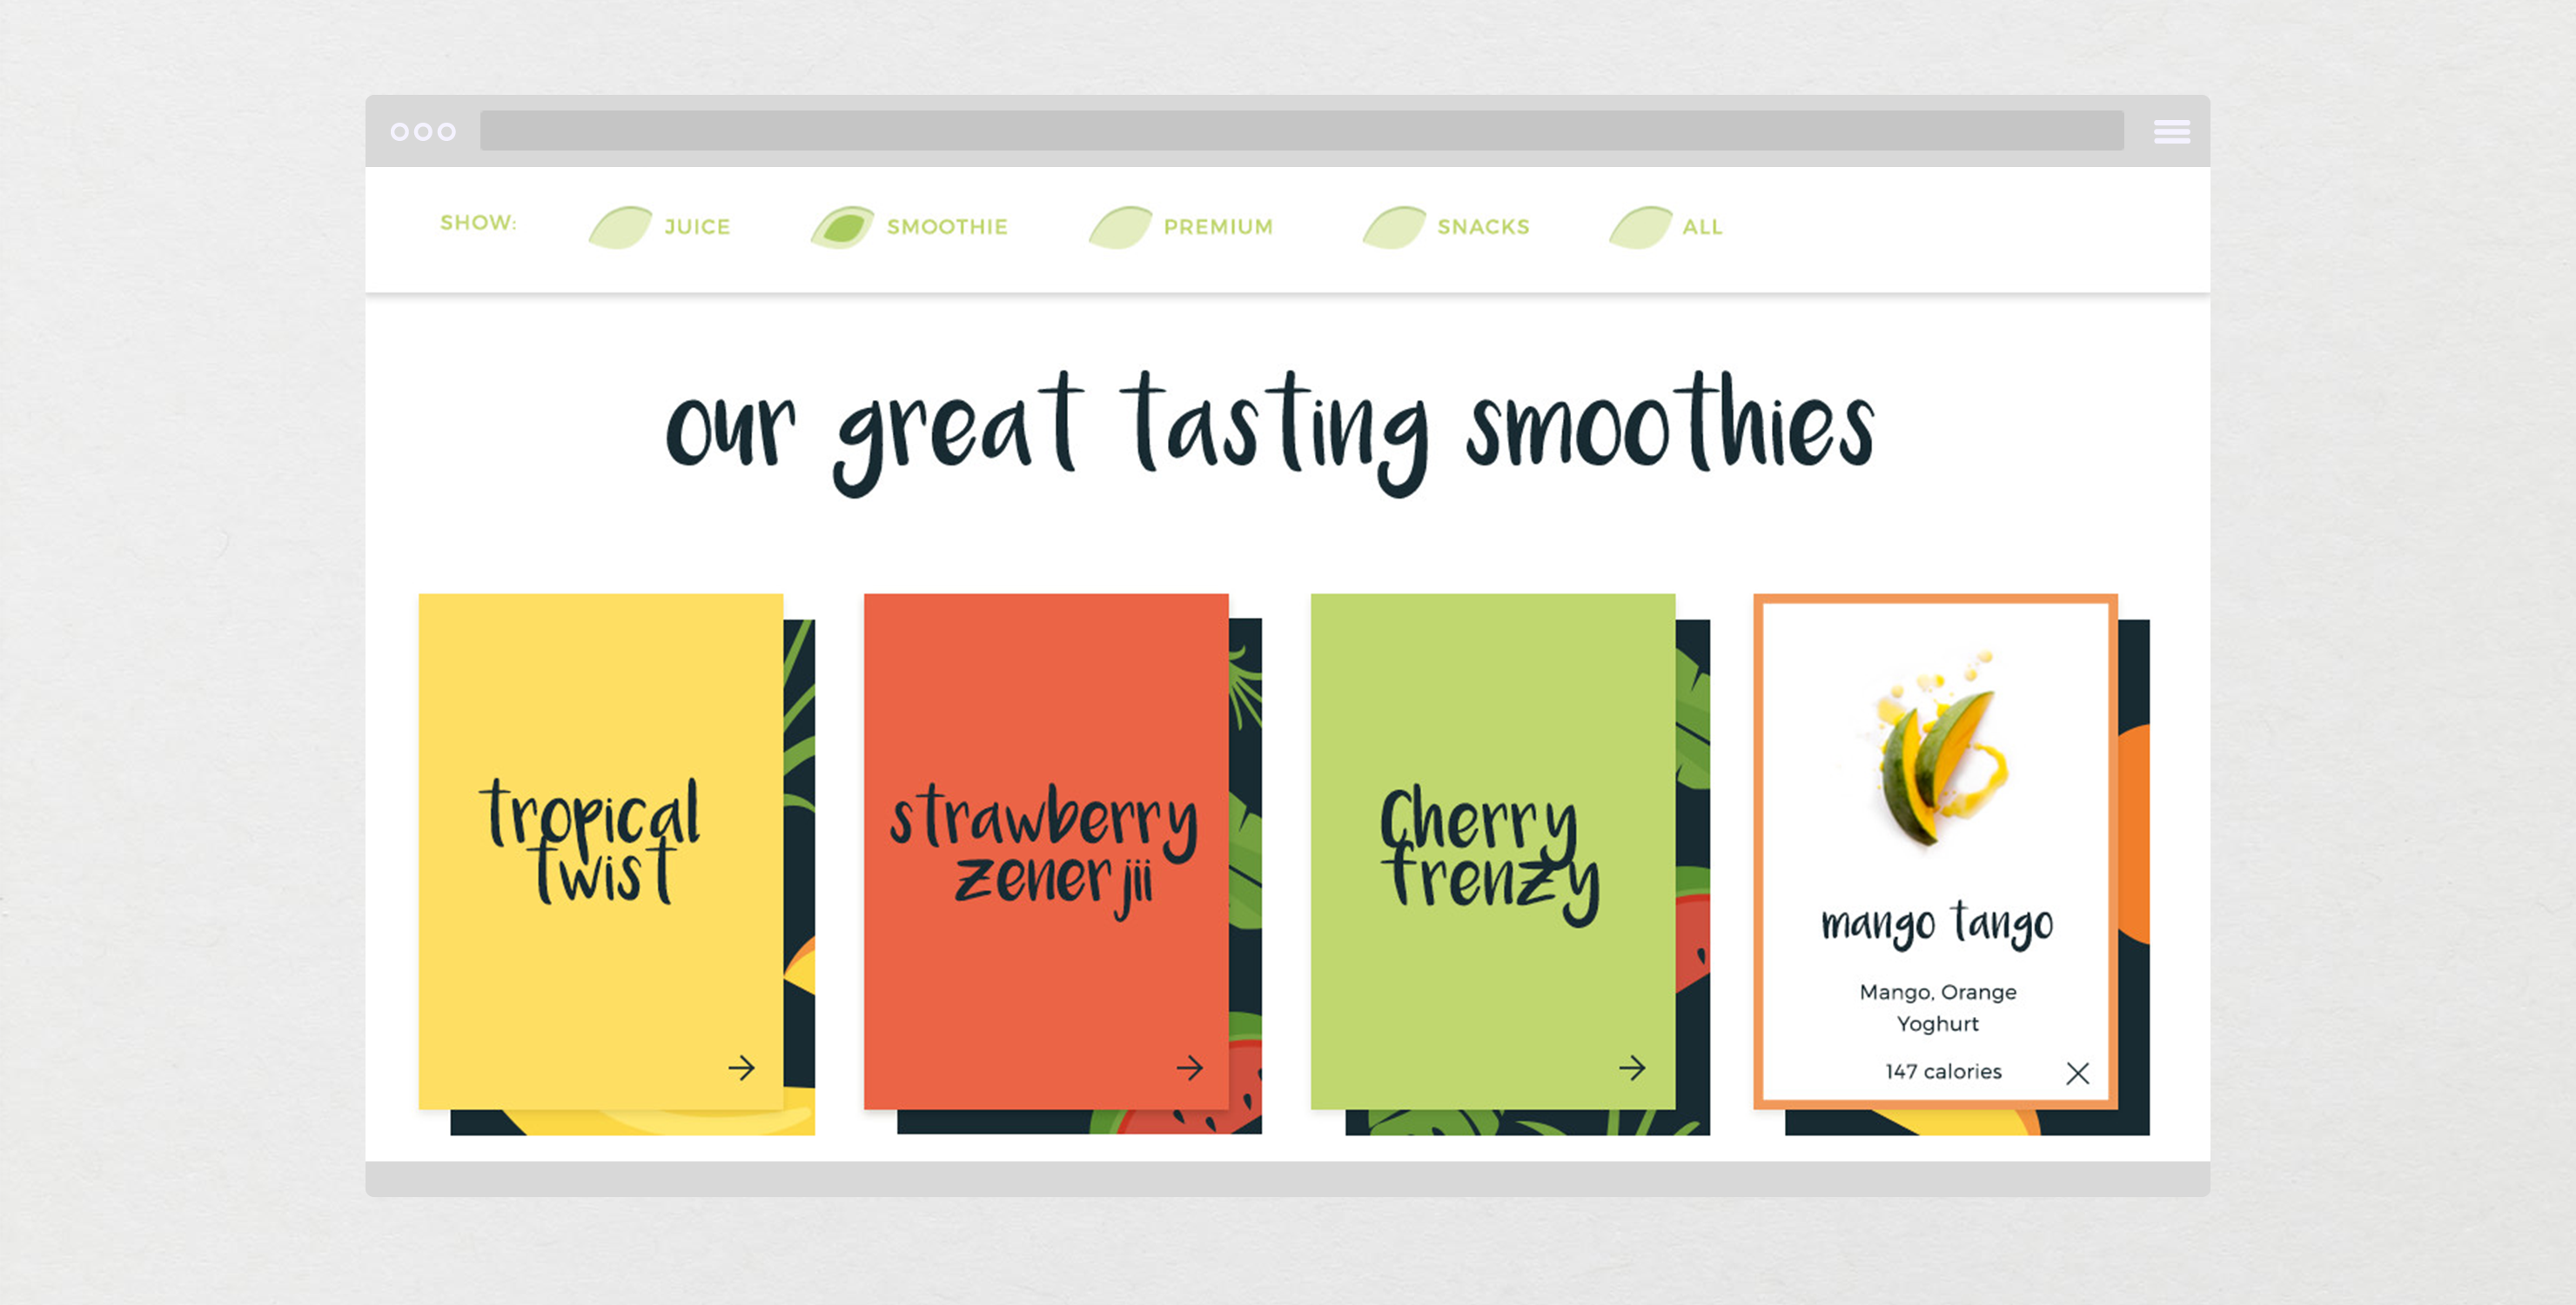 SHOW:
JUICE
SMOOTHIE
PREMIUM
SNACKS
ALL
our great tasting smoothies
tropical
twist
strawberry
zenerjii
Cherry
frenzy
mango tango
Mango, Orange
Yoghurt
147 calories